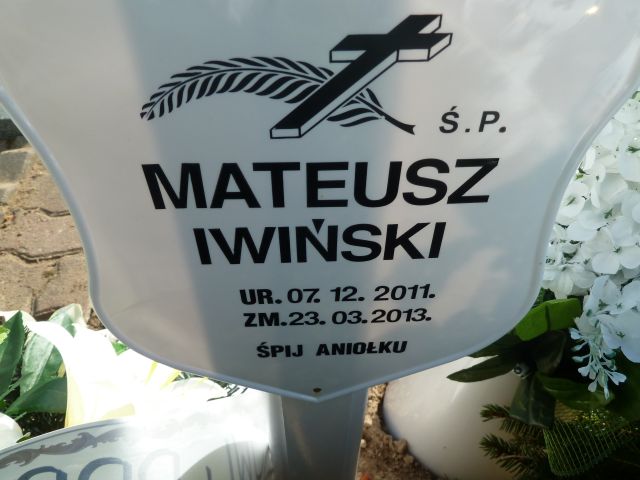 Ś.P.
MATEUSZ
IWIŃSKI
UR. 07. 12. 2011.
ZM. 23. 03. 2013.
ŚPIJ ANIOŁKU